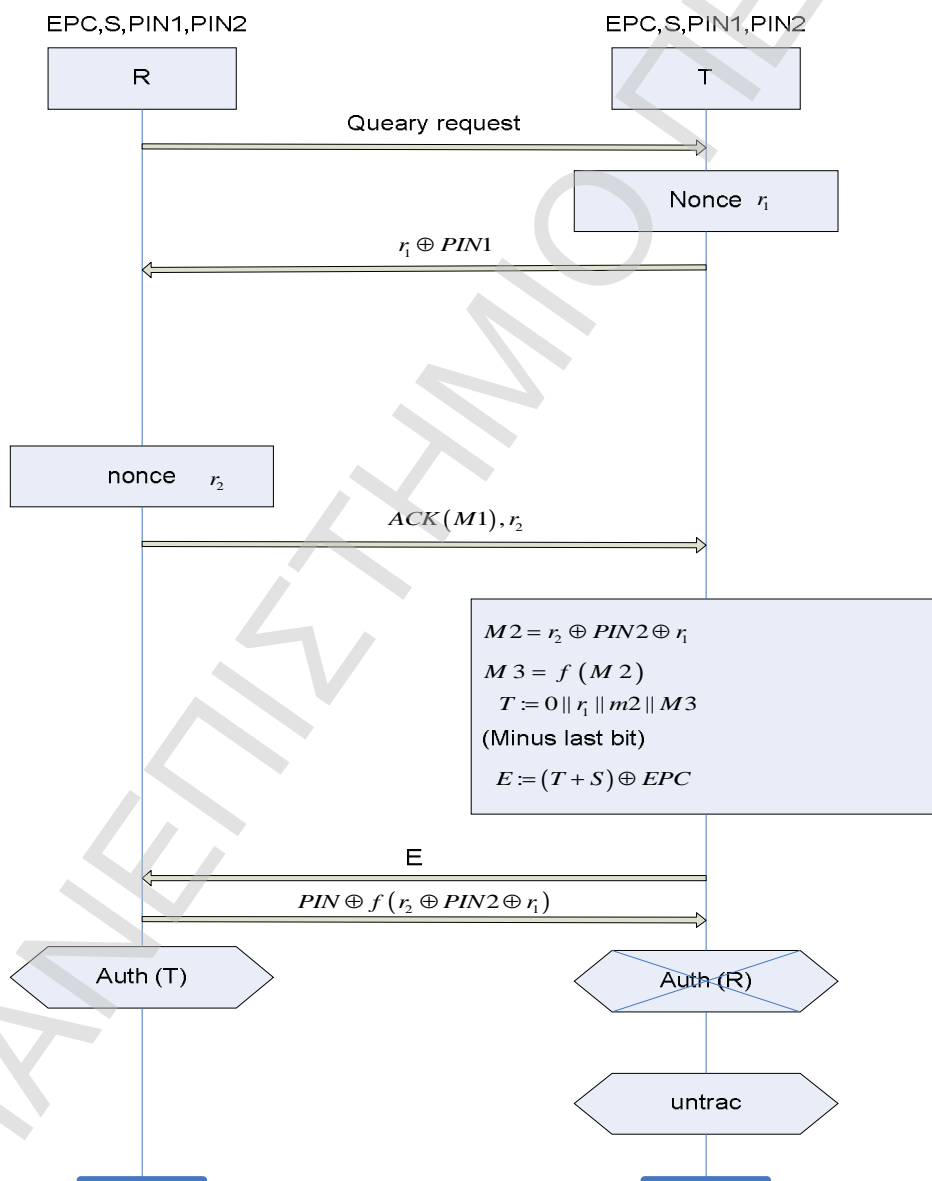 EPC,S,PIN1,PIN2
EPC,S,PIN1,PIN2
R
T
Queary request
Nonce r₁
r₁ ⊕ PIN1
nonce r₂
ACK(M1), r₂
M2 = r₂ ⊕ PIN2 ⊕ r₁
M3 = f(M2)
T := 0 || r₁ || m2 || M3
(Minus last bit)
E := (T + S) ⊕ EPC
E
PIN ⊕ f(r₂ ⊕ PIN2 ⊕ r₁)
Auth (T)
Auth (R)
untrac
ΠΑΝΕΠΙΣΤΗΜΙΟ ΠΕ